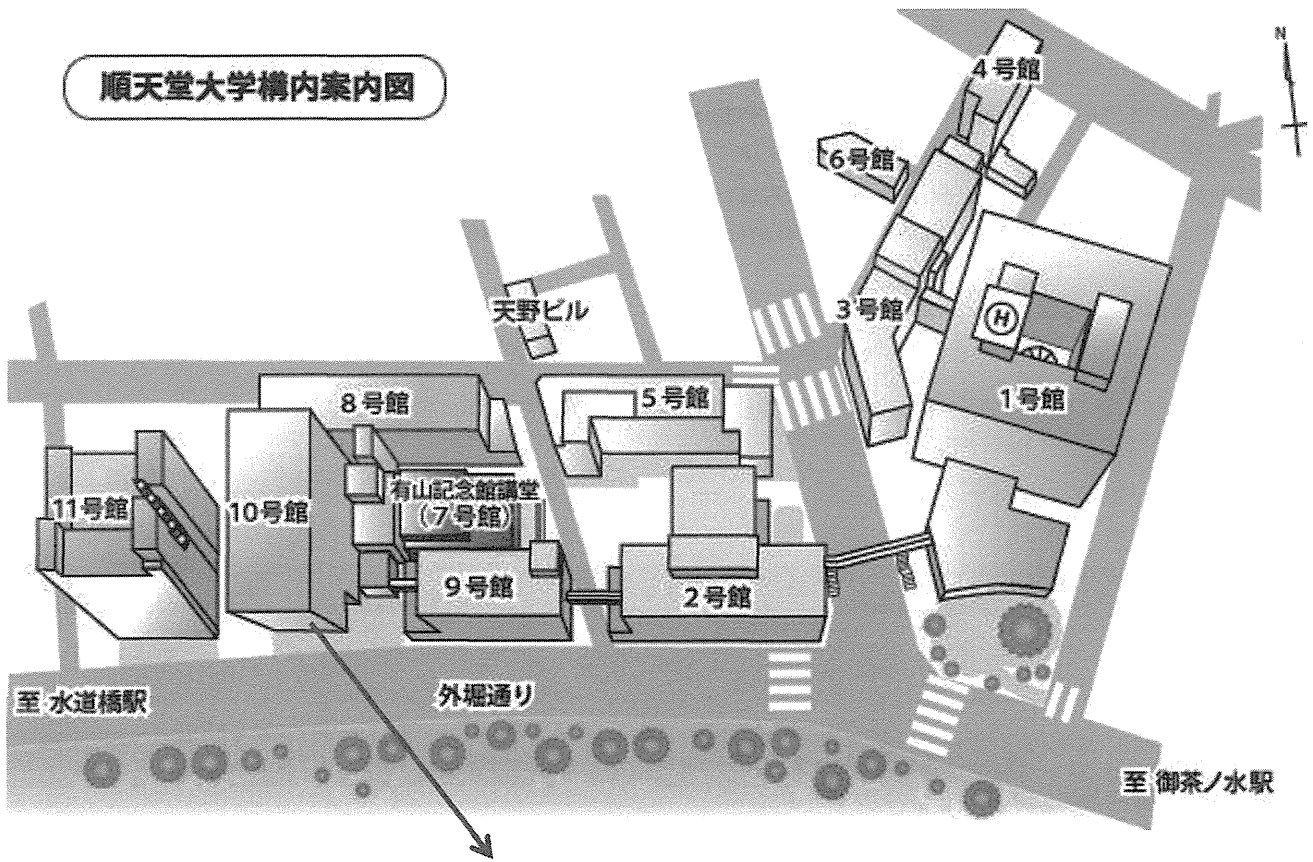 順天堂大学構内案内図
N
4号館
6号館
3号館
H
1号館
天野ビル
8号館
5号館
11号館
10号館
有山記念館講堂
(7号館)
9号館
2号館
至 水道橋駅
外堀通り
至 御茶ノ水駅